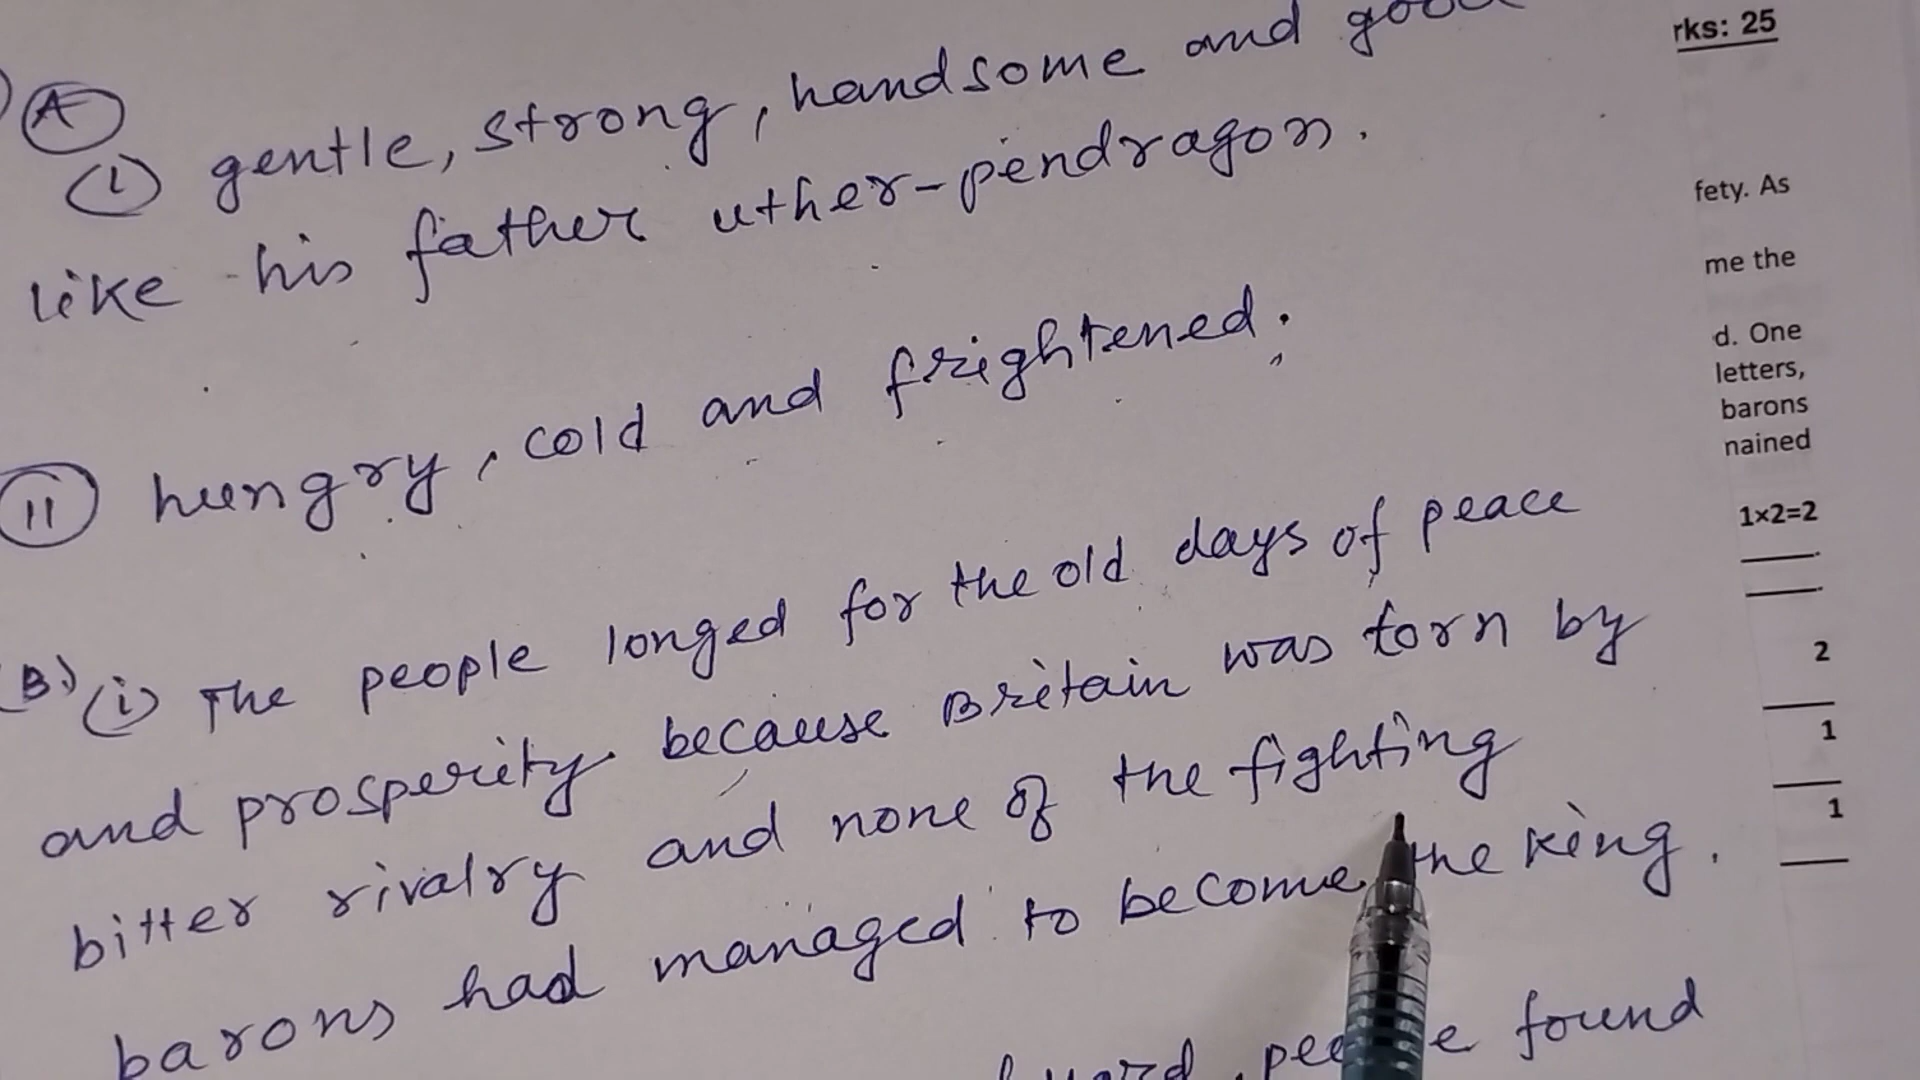 rks: 25
A
(i) gentle, strong, handsome and good
like his father uther-pendragon.
fety. As
me the
(ii) hungry, cold and frightened.
d. One
letters,
barons
nained
1×2=2
(B.) (i) The people longed for the old days of peace
and prosperity because Britain was torn by
bitter rivalry and none of the fighting
barons had managed to become the king.
2
1
1
found